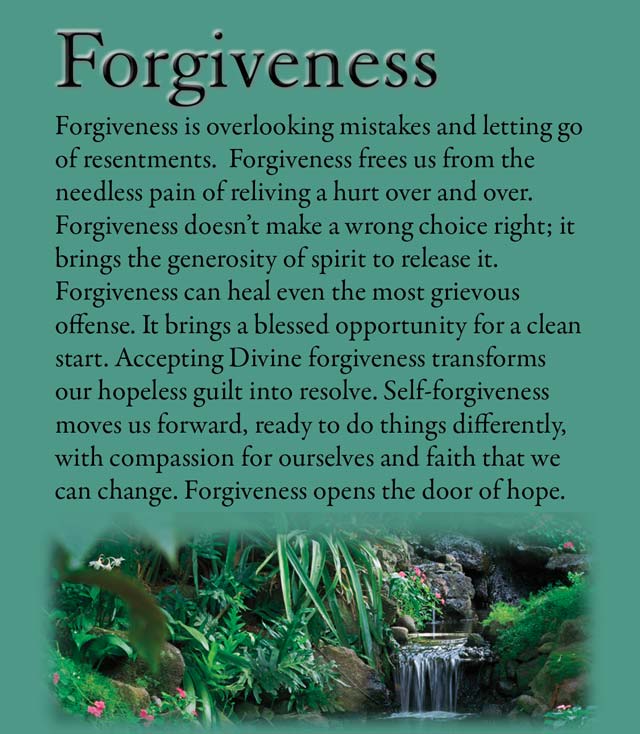 Forgiveness
Forgiveness is overlooking mistakes and letting go
of resentments.  Forgiveness frees us from the
needless pain of reliving a hurt over and over.
Forgiveness doesn’t make a wrong choice right; it
brings the generosity of spirit to release it.
Forgiveness can heal even the most grievous
offense. It brings a blessed opportunity for a clean
start. Accepting Divine forgiveness transforms
our hopeless guilt into resolve. Self-forgiveness
moves us forward, ready to do things differently,
with compassion for ourselves and faith that we
can change. Forgiveness opens the door of hope.